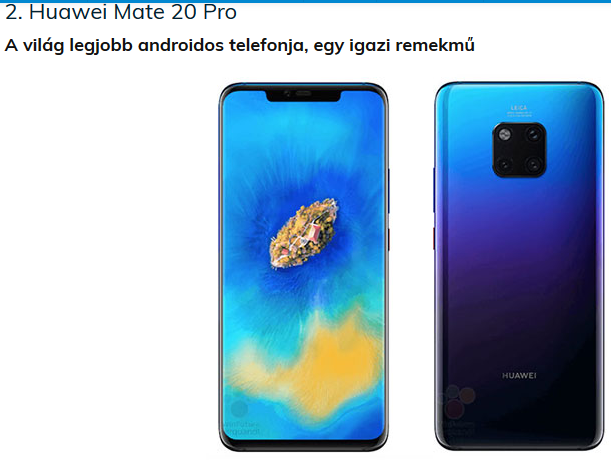 2. Huawei Mate 20 Pro
A világ legjobb androidos telefonja, egy igazi remekmű
LEICA
HUAWEI